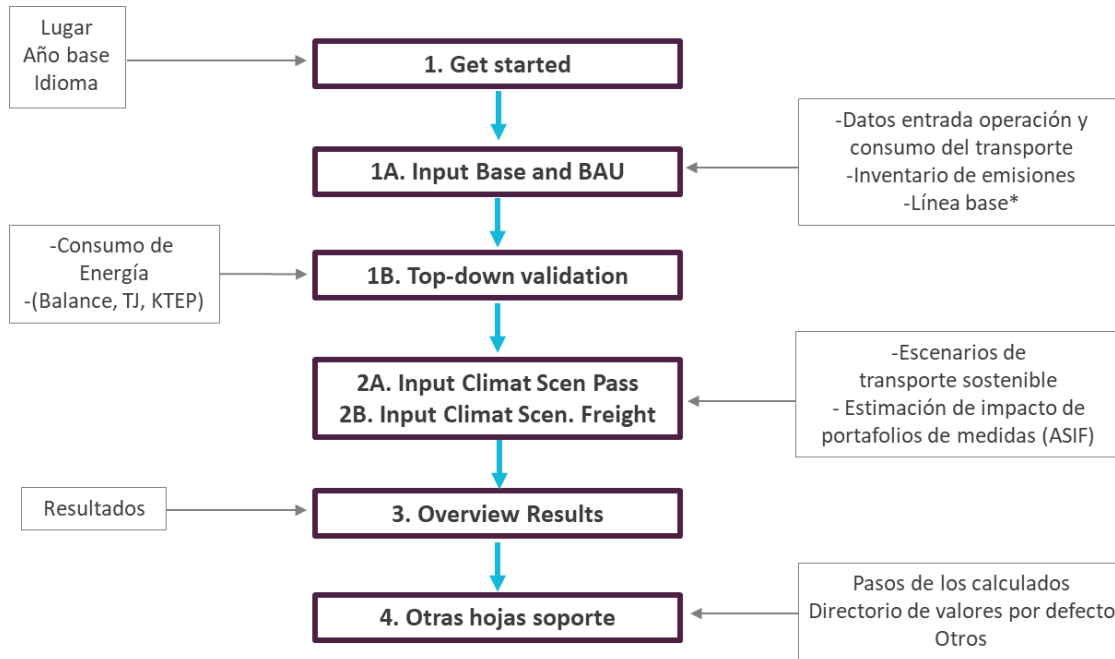 Lugar
Año base
Idioma
1. Get started
-Datos entrada operación y
consumo del transporte
-Inventario de emisiones
-Línea base*
1A. Input Base and BAU
-Consumo de
Energía
-(Balance, TJ, KTEP)
1B. Top-down validation
-Escenarios de
transporte sostenible
- Estimación de impacto de
portafolios de medidas (ASIF)
2A. Input Climat Scen Pass
2B. Input Climat Scen. Freight
Resultados
3. Overview Results
Pasos de los calculados
Directorio de valores por defecto
Otros
4. Otras hojas soporte